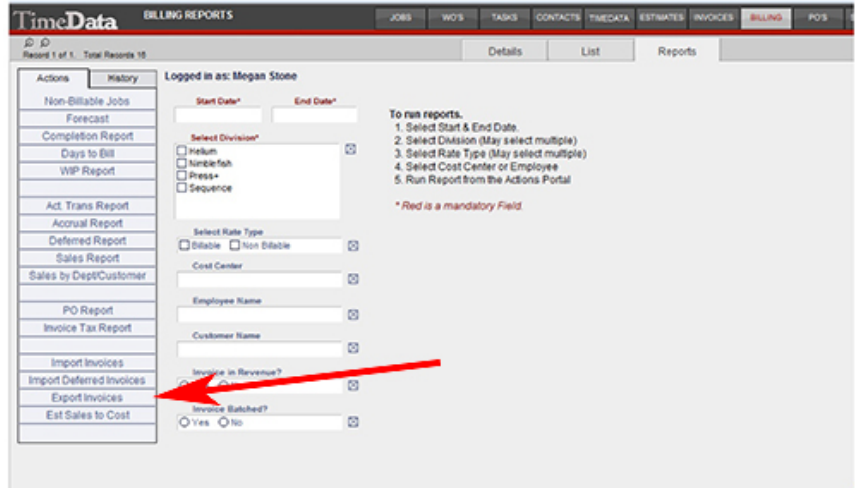 TimeData
BILLING REPORTS
JOBS WO'S TASKS CONTACTS TIMEDATA ESTIMATES INVOICES BILLING PO'S
Record 1 of 1. Total Records 18
Details List Reports
Actions History
Non-Billable Jobs
Forecast
Completion Report
Days to Bill
WIP Report
Act. Trans Report
Accrual Report
Deferred Report
Sales Report
Sales by Dept/Customer
PO Report
Invoice Tax Report
Import Invoices
Import Deferred Invoices
Export Invoices
Est Sales to Cost
Logged in as: Megan Stone
Start Date* End Date*
Select Division*
Helium
Nimblefish
Press+
Sequence
Select Rate Type
Billable Non Billable
Cost Center
Employee Name
Customer Name
Invoice in Revenue?
Invoice Batched?
Yes No
To run reports.
1. Select Start & End Date.
2. Select Division (May select multiple)
3. Select Rate Type (May select multiple)
4. Select Cost Center or Employee
5. Run Report from the Actions Portal
* Red is a mandatory Field.